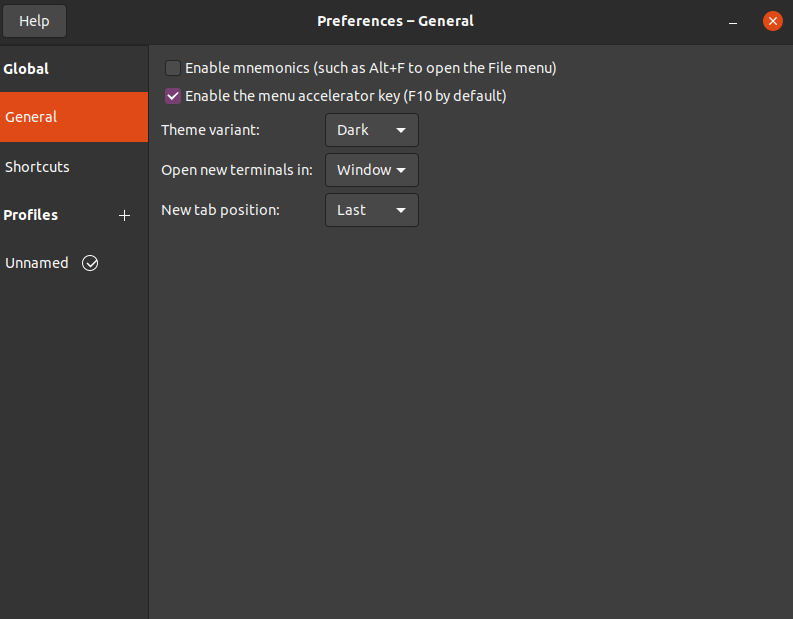 Help
Preferences – General
Global
General
Shortcuts
Profiles
Unnamed
Enable mnemonics (such as Alt+F to open the File menu)
Enable the menu accelerator key (F10 by default)
Theme variant: Dark
Open new terminals in: Window
New tab position: Last